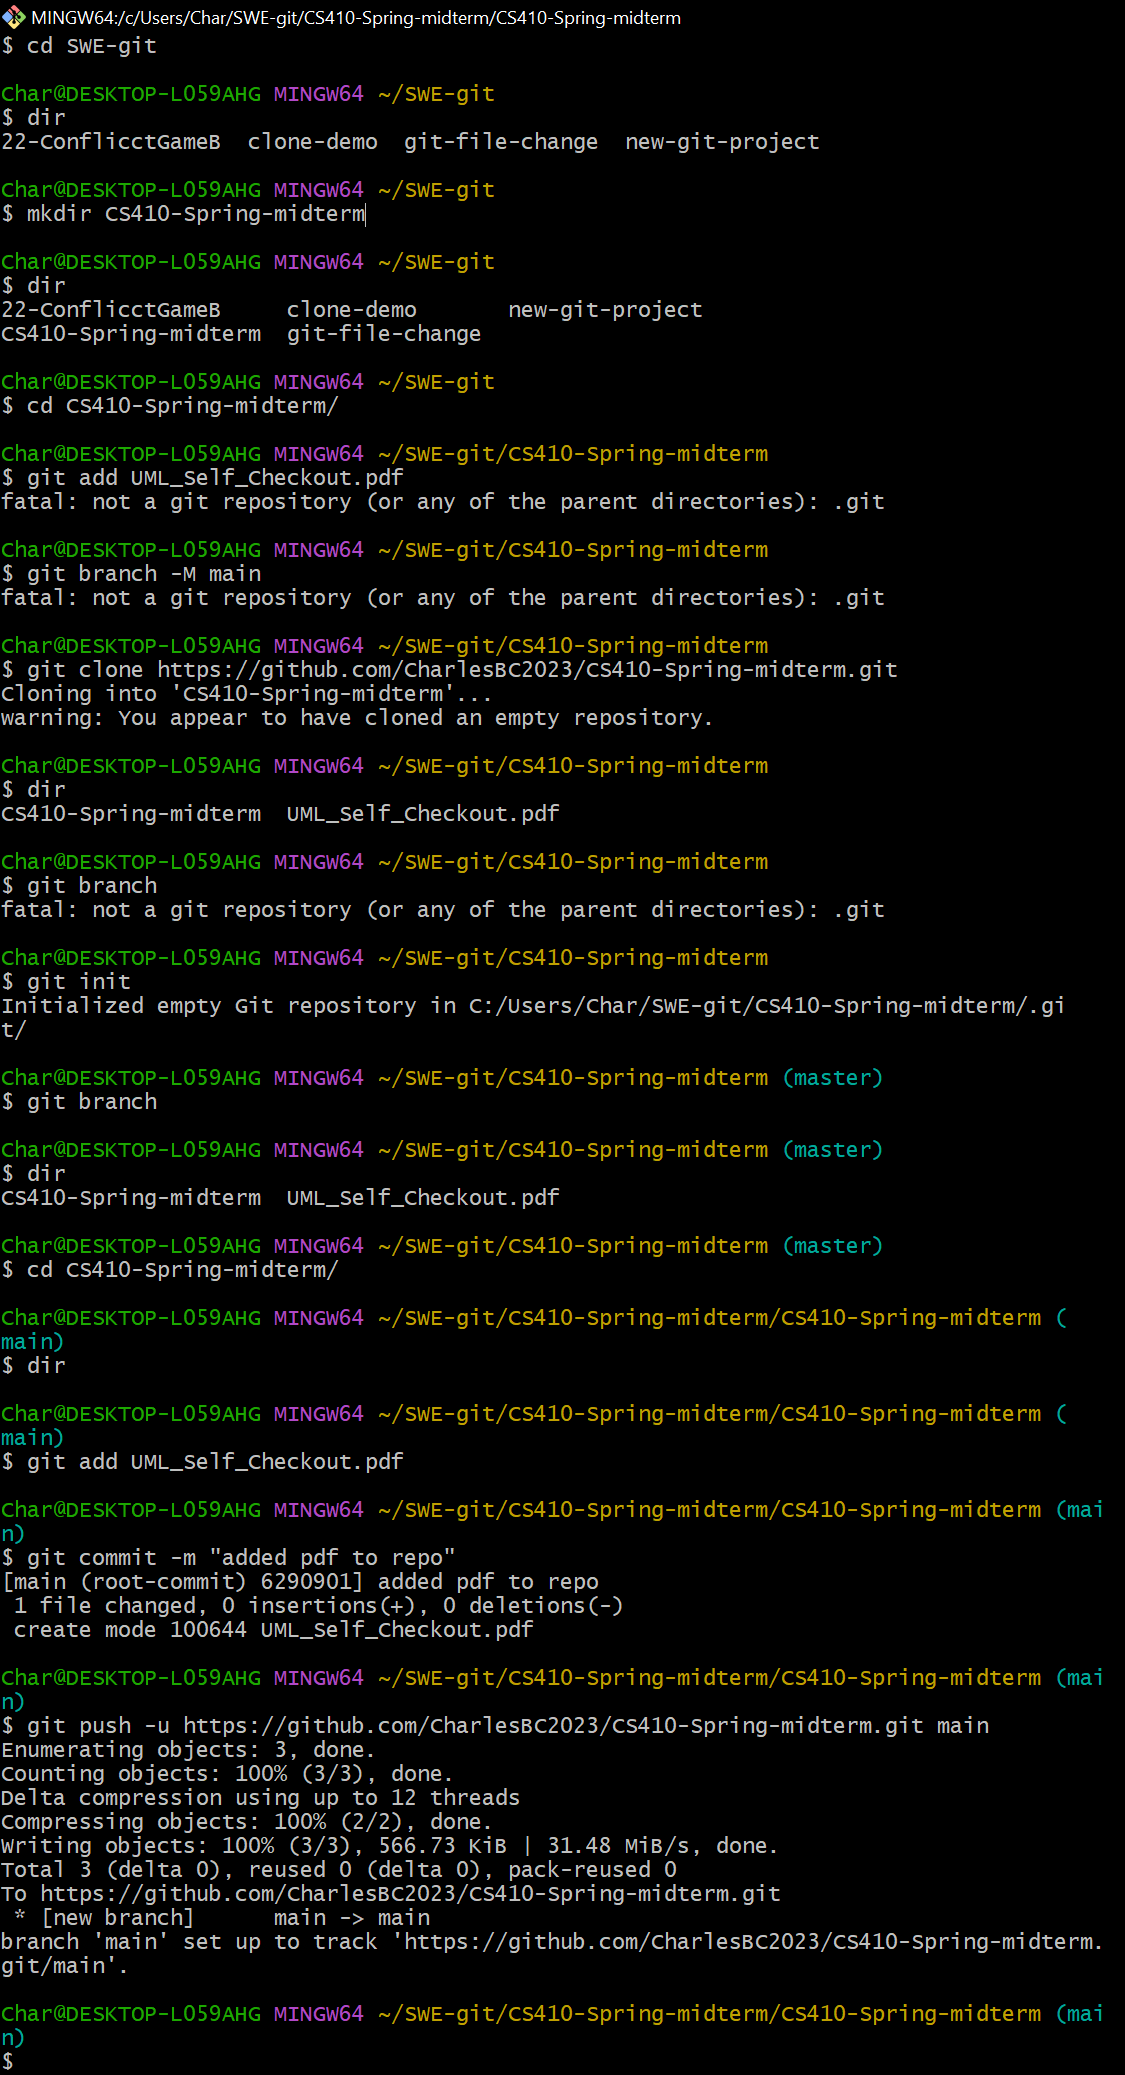 MINGW64:/c/Users/Char/SWE-git/CS410-Spring-midterm/CS410-Spring-midterm
$ cd SWE-git
Char@DESKTOP-L059AHG MINGW64 ~/SWE-git
$ dir
22-ConflicctGameB  clone-demo  git-file-change  new-git-project
Char@DESKTOP-L059AHG MINGW64 ~/SWE-git
$ mkdir CS410-Spring-midterm
Char@DESKTOP-L059AHG MINGW64 ~/SWE-git
$ dir
22-ConflicctGameB     clone-demo       new-git-project
CS410-Spring-midterm  git-file-change
Char@DESKTOP-L059AHG MINGW64 ~/SWE-git
$ cd CS410-Spring-midterm/
Char@DESKTOP-L059AHG MINGW64 ~/SWE-git/CS410-Spring-midterm
$ git add UML_Self_Checkout.pdf
fatal: not a git repository (or any of the parent directories): .git
Char@DESKTOP-L059AHG MINGW64 ~/SWE-git/CS410-Spring-midterm
$ git branch -M main
fatal: not a git repository (or any of the parent directories): .git
Char@DESKTOP-L059AHG MINGW64 ~/SWE-git/CS410-Spring-midterm
$ git clone https://github.com/CharlesBC2023/CS410-Spring-midterm.git
Cloning into 'CS410-Spring-midterm'...
warning: You appear to have cloned an empty repository.
Char@DESKTOP-L059AHG MINGW64 ~/SWE-git/CS410-Spring-midterm
$ dir
CS410-Spring-midterm  UML_Self_Checkout.pdf
Char@DESKTOP-L059AHG MINGW64 ~/SWE-git/CS410-Spring-midterm
$ git branch
fatal: not a git repository (or any of the parent directories): .git
Char@DESKTOP-L059AHG MINGW64 ~/SWE-git/CS410-Spring-midterm
$ git init
Initialized empty Git repository in C:/Users/Char/SWE-git/CS410-Spring-midterm/.gi
t/
Char@DESKTOP-L059AHG MINGW64 ~/SWE-git/CS410-Spring-midterm (master)
$ git branch
Char@DESKTOP-L059AHG MINGW64 ~/SWE-git/CS410-Spring-midterm (master)
$ dir
CS410-Spring-midterm  UML_Self_Checkout.pdf
Char@DESKTOP-L059AHG MINGW64 ~/SWE-git/CS410-Spring-midterm (master)
$ cd CS410-Spring-midterm/
Char@DESKTOP-L059AHG MINGW64 ~/SWE-git/CS410-Spring-midterm/CS410-Spring-midterm (
main)
$ dir
Char@DESKTOP-L059AHG MINGW64 ~/SWE-git/CS410-Spring-midterm/CS410-Spring-midterm (
main)
$ git add UML_Self_Checkout.pdf
Char@DESKTOP-L059AHG MINGW64 ~/SWE-git/CS410-Spring-midterm/CS410-Spring-midterm (mai
n)
$ git commit -m "added pdf to repo"
[main (root-commit) 6290901] added pdf to repo
 1 file changed, 0 insertions(+), 0 deletions(-)
 create mode 100644 UML_Self_Checkout.pdf
Char@DESKTOP-L059AHG MINGW64 ~/SWE-git/CS410-Spring-midterm/CS410-Spring-midterm (mai
n)
$ git push -u https://github.com/CharlesBC2023/CS410-Spring-midterm.git main
Enumerating objects: 3, done.
Counting objects: 100% (3/3), done.
Delta compression using up to 12 threads
Compressing objects: 100% (2/2), done.
Writing objects: 100% (3/3), 566.73 KiB | 31.48 MiB/s, done.
Total 3 (delta 0), reused 0 (delta 0), pack-reused 0
To https://github.com/CharlesBC2023/CS410-Spring-midterm.git
 * [new branch]      main -> main
branch 'main' set up to track 'https://github.com/CharlesBC2023/CS410-Spring-midterm.
git/main'.
Char@DESKTOP-L059AHG MINGW64 ~/SWE-git/CS410-Spring-midterm/CS410-Spring-midterm (mai
n)
$